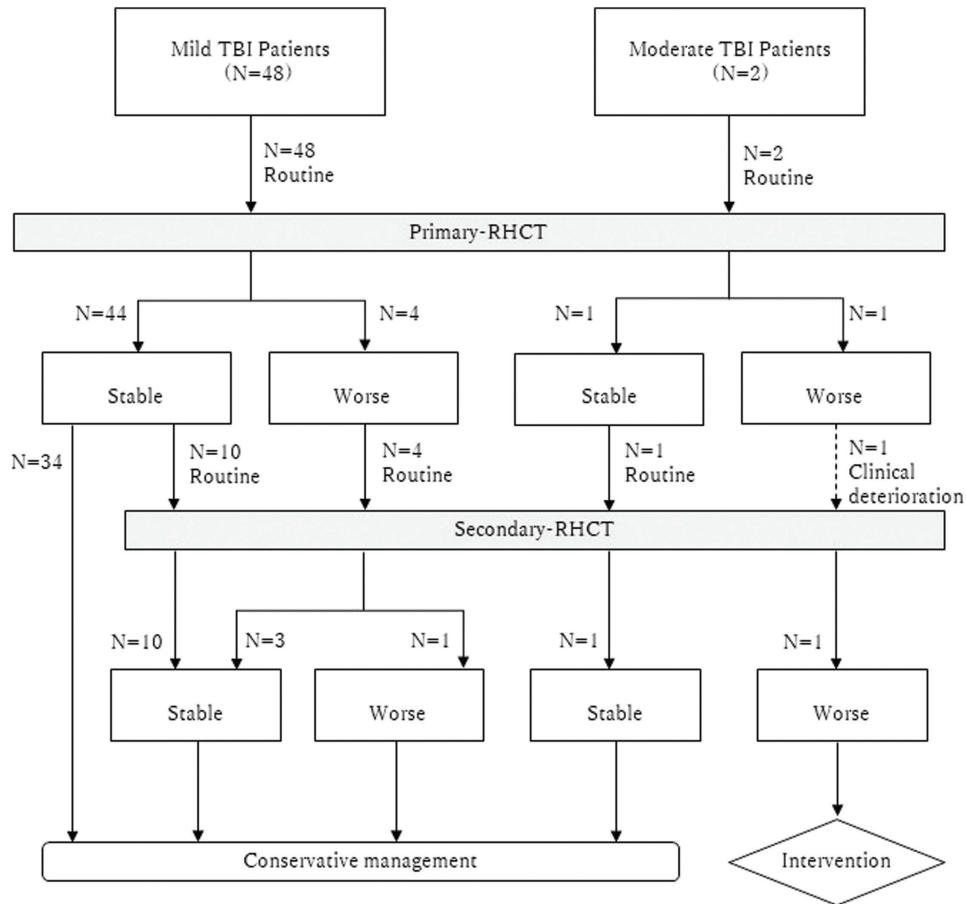 Mild TBI Patients
(N=48)
Moderate TBI Patients
(N=2)
N=48
Routine
N=2
Routine
Primary-RHCT
N=44
N=4
N=1
N=1
Stable
Worse
Stable
Worse
N=34
N=10
Routine
N=4
Routine
N=1
Routine
N=1
Clinical
deterioration
Secondary-RHCT
N=10
N=3
N=1
N=1
N=1
Stable
Worse
Stable
Worse
Conservative management
Intervention